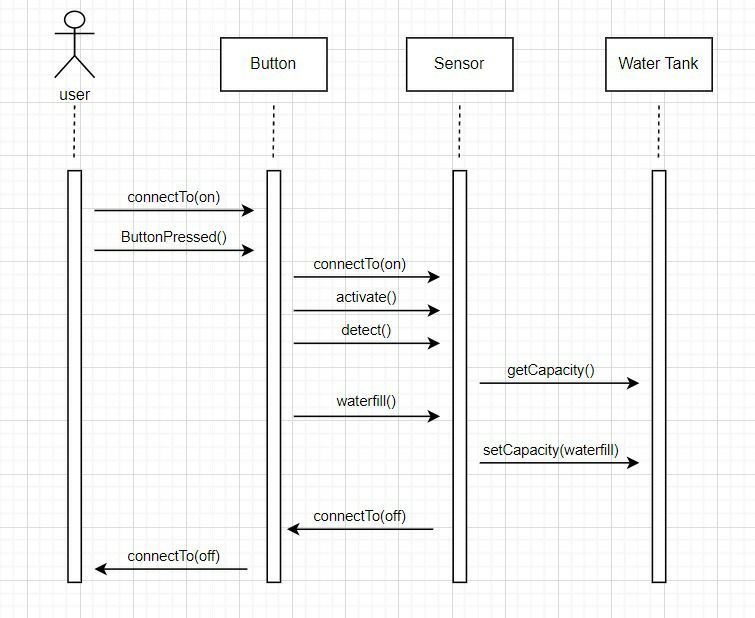 Button
Sensor
Water Tank
user
connectTo(on)
ButtonPressed()
connectTo(on)
activate()
detect()
getCapacity()
waterfill()
setCapacity(waterfill)
connectTo(off)
connectTo(off)